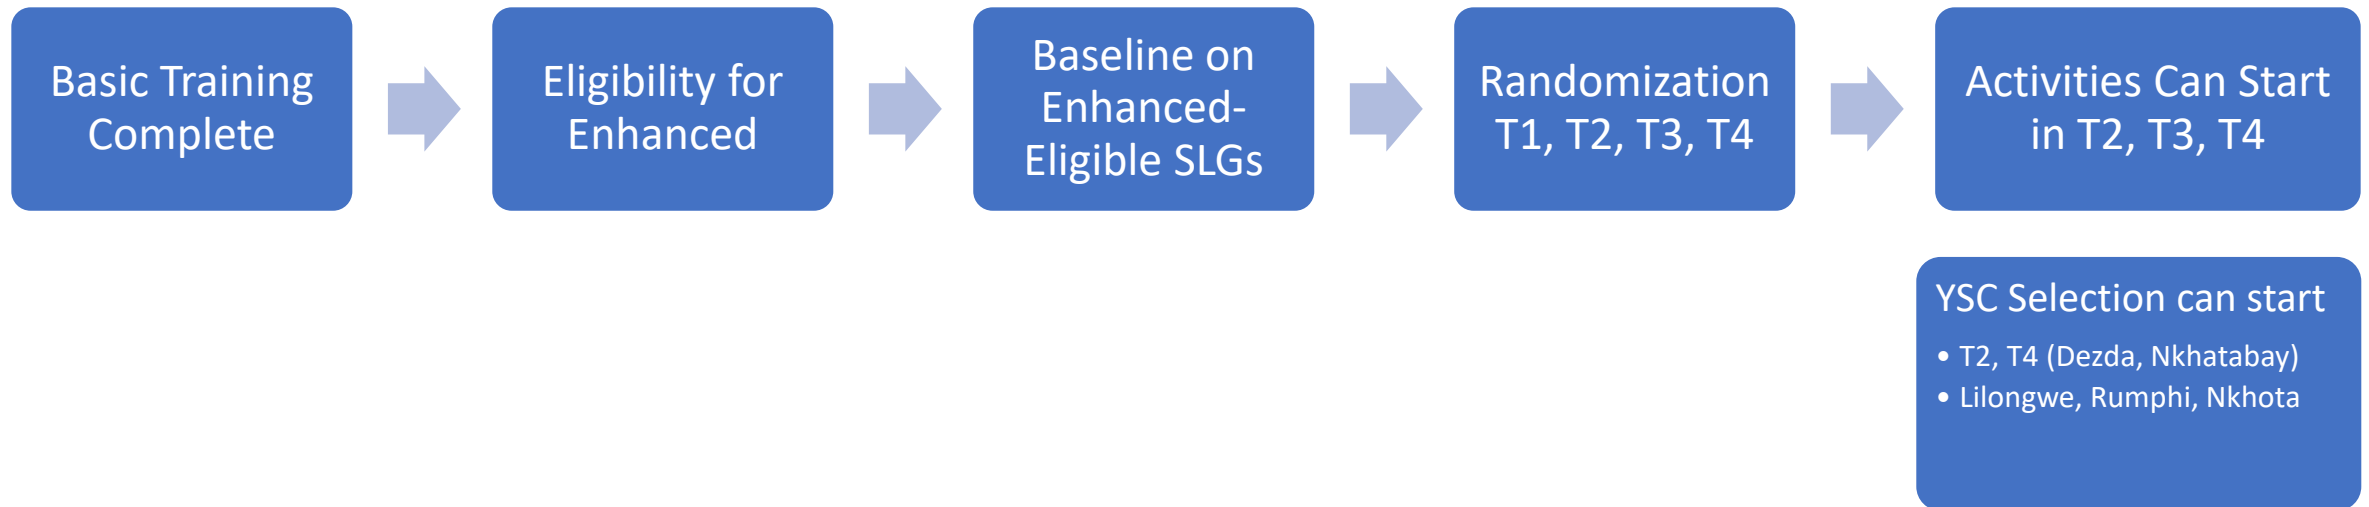 Basic Training
Complete
Eligibility for
Enhanced
Baseline on
Enhanced-
Eligible SLGs
Randomization
T1, T2, T3, T4
Activities Can Start
in T2, T3, T4
YSC Selection can start
• T2, T4 (Dezda, Nkhatabay)
• Lilongwe, Rumphi, Nkhota